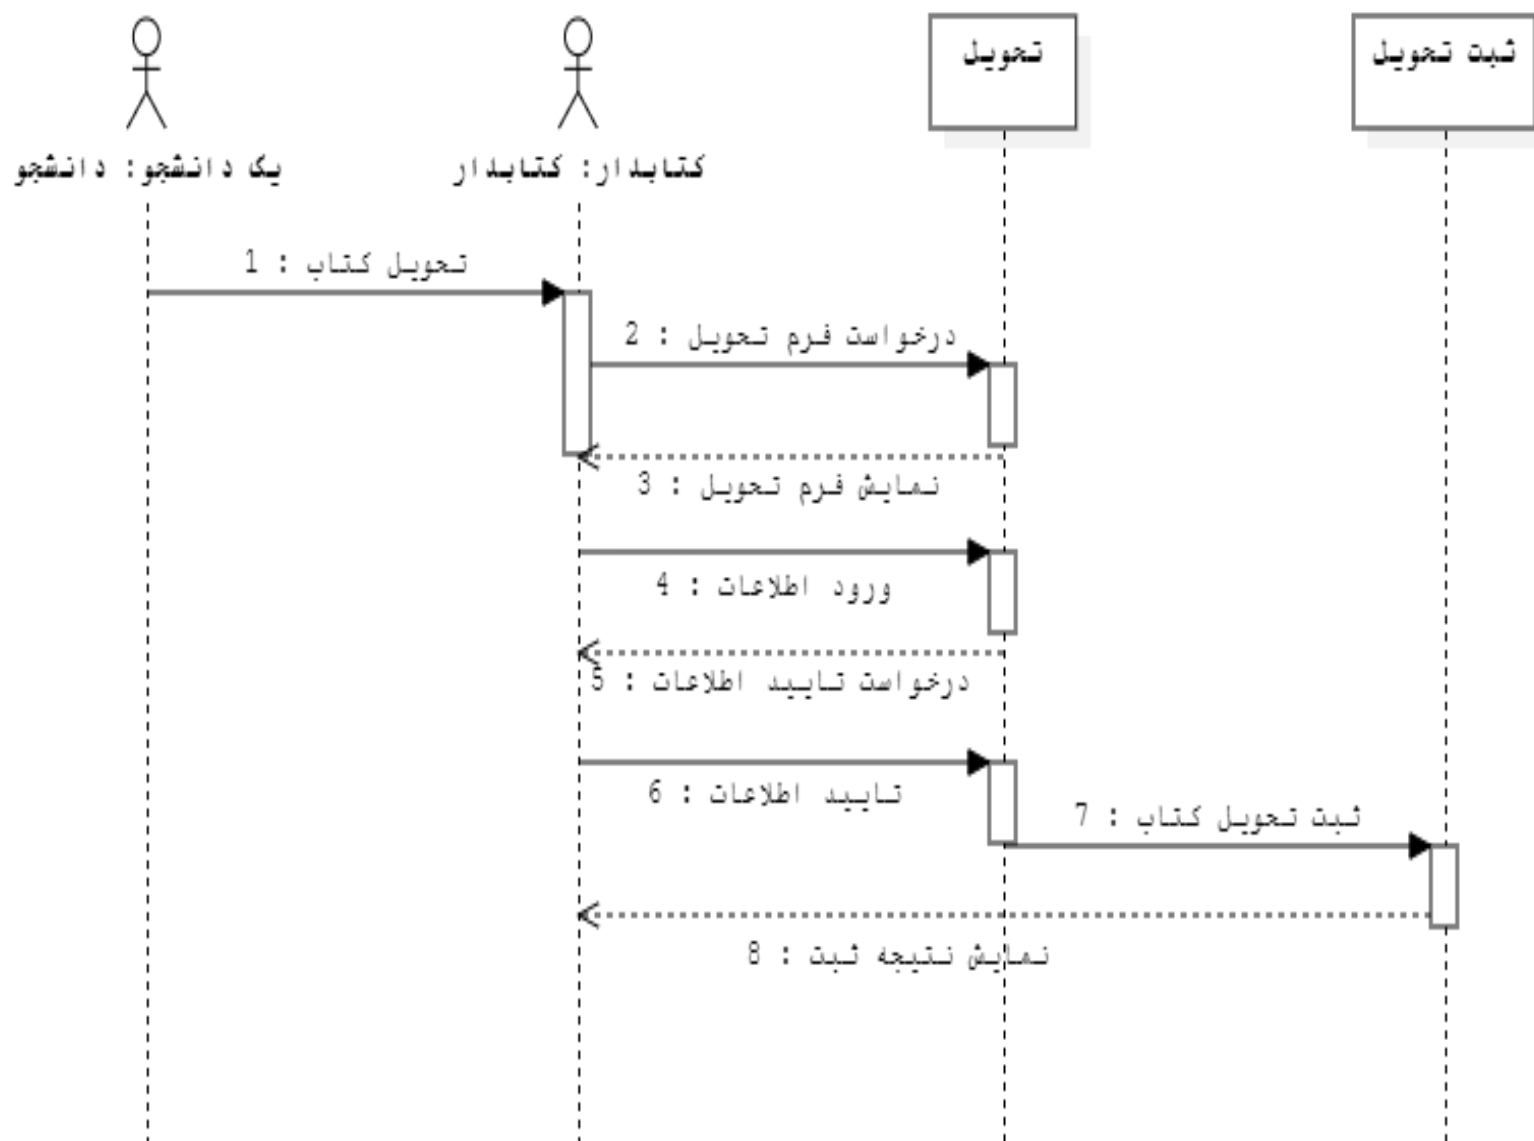 یک دانشجو: دانشجو
کتابدار: کتابدار
تحویل
ثبت تحویل
1 : تحویل کتاب
2 : درخواست فرم تحویل
3 : نمایش فرم تحویل
4 : ورود اطلاعات
5 : درخواست تایید اطلاعات
6 : تایید اطلاعات
7 : ثبت تحویل کتاب
8 : نمایش نتیجه ثبت